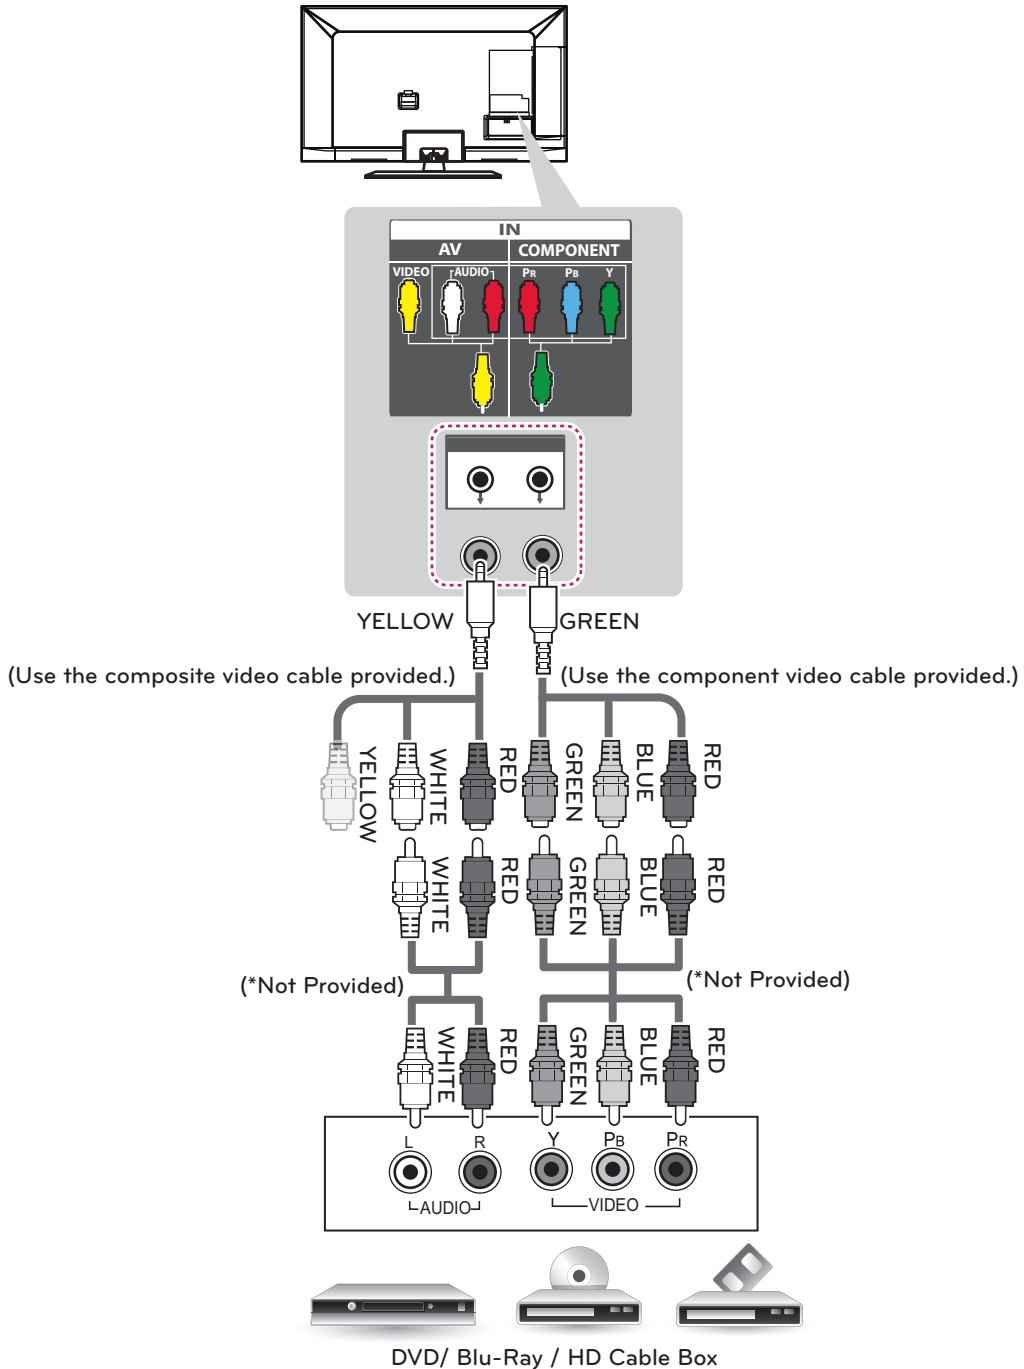 IN
AV COMPONENT
VIDEO AUDIO PR PB Y
YELLOW GREEN
(Use the composite video cable provided.) (Use the component video cable provided.)
YELLOW WHITE RED GREEN BLUE RED
WHITE RED GREEN BLUE RED
(*Not Provided) (*Not Provided)
WHITE RED GREEN BLUE RED
L R Y PB PR
AUDIO VIDEO
DVD/ Blu-Ray / HD Cable Box